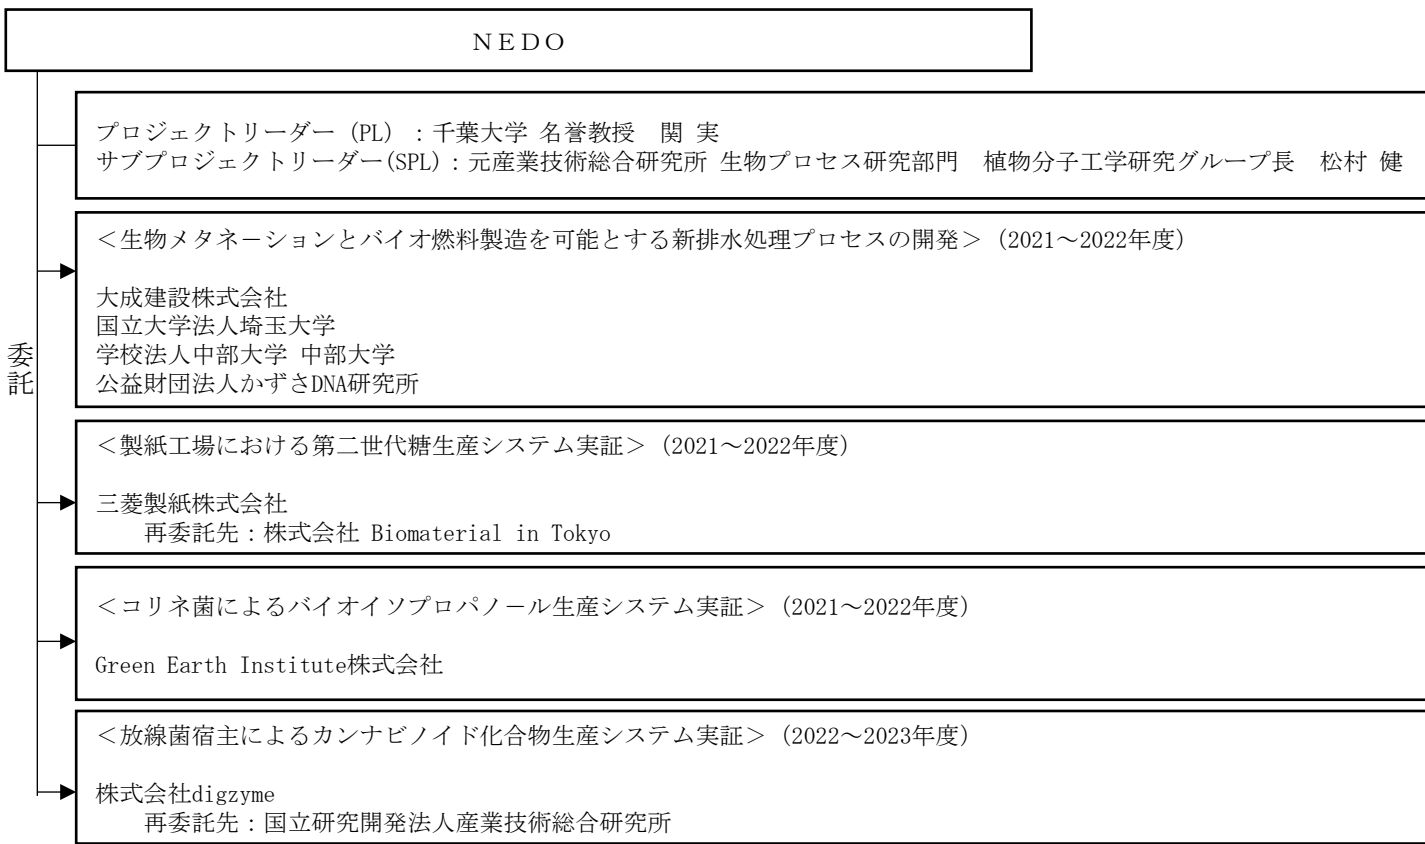 NEDO
プロジェクトリーダー (PL) ：千葉大学 名誉教授　関 実
サブプロジェクトリーダー(SPL)：元産業技術総合研究所 生物プロセス研究部門　植物分子工学研究グループ長　松村 健
委託
＜生物メタネーションとバイオ燃料製造を可能とする新排水処理プロセスの開発＞（2021～2022年度）
大成建設株式会社
国立大学法人埼玉大学
学校法人中部大学 中部大学
公益財団法人かずさDNA研究所
＜製紙工場における第二世代糖生産システム実証＞（2021～2022年度）
三菱製紙株式会社
再委託先：株式会社 Biomaterial in Tokyo
＜コリネ菌によるバイオイソプロパノール生産システム実証＞（2021～2022年度）
Green Earth Institute株式会社
＜放線菌宿主によるカンナビノイド化合物生産システム実証＞（2022～2023年度）
株式会社digzyme
再委託先：国立研究開発法人産業技術総合研究所